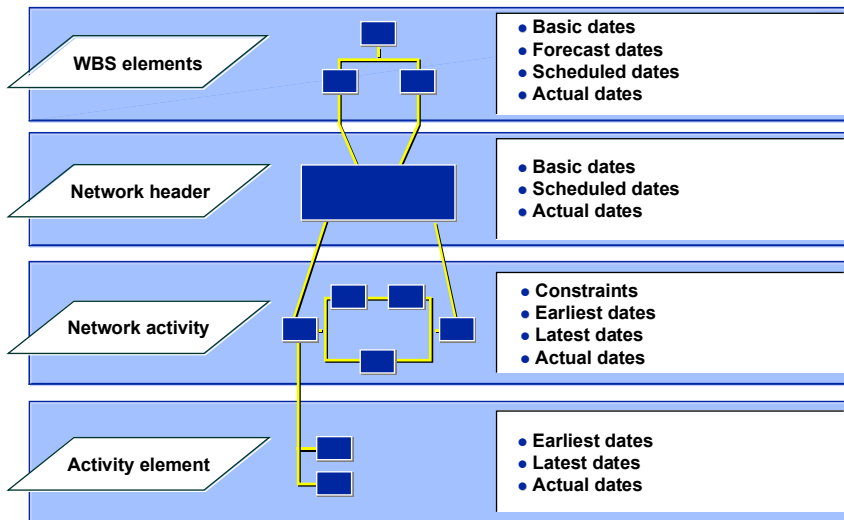 WBS elements
• Basic dates
• Forecast dates
• Scheduled dates
• Actual dates
Network header
• Basic dates
• Scheduled dates
• Actual dates
Network activity
• Constraints
• Earliest dates
• Latest dates
• Actual dates
Activity element
• Earliest dates
• Latest dates
• Actual dates